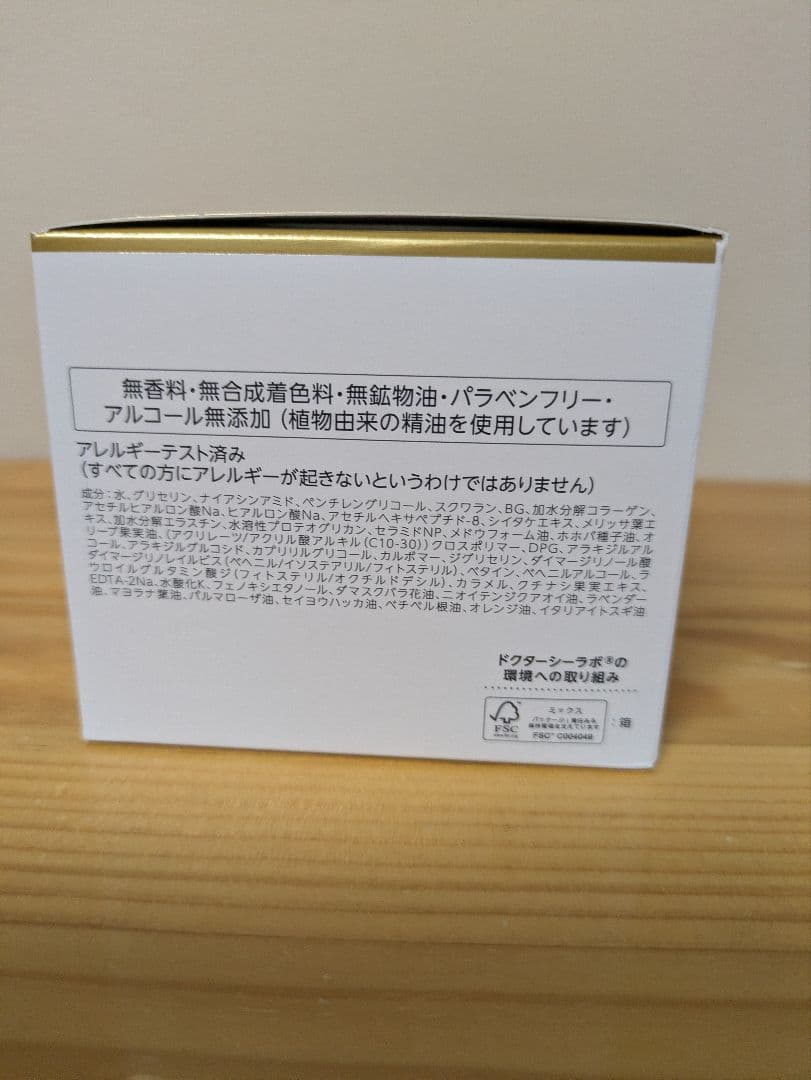 無香料・無合成着色料・無鉱物油・パラベンフリー・
アルコール無添加（植物由来の精油を使用しています）
アレルギーテスト済み
（すべての方にアレルギーが起きないというわけではありません）
成分：水、グリセリン、ナイアシンアミド、ペンチレングリコール、スクワラン、BG、加水分解コラーゲン、
アセチルヒアルロン酸Na、ヒアルロン酸Na、アセチルヘキサペプチド-8、シイタケエキス、メリッサ葉エ
キス、加水分解エラスチン、水溶性プロテオグリカン、セラミドNP、メドウフォーム油、ホホバ種子油、オ
リーブ果実油、（アクリレーツ/アクリル酸アルキル（C10-30））クロスポリマー、DPG、アラキジルアル
コール、アラキジルグルコシド、カプリリルグリコール、カルボマー、ジグリセリン、ダイマージリノール酸
ダイマージリノレイルビス（ベヘニル/イソステアリル/フィトステリル）、ベタイン、ベヘニルアルコール、ラ
ウロイルグルタミン酸ジ（フィトステリル/オクチルドデシル）、カラメル、クチナシ果実エキス、
EDTA-2Na、水酸化K、フェノキシエタノール、ダマスクバラ花油、ニオイテンジクアオイ油、ラベンダー
油、マヨラナ葉油、パルマローザ油、セイヨウハッカ油、ベチベル根油、オレンジ油、イタリアイトスギ油
ドクターシーラボ®の
環境への取り組み
FSC
ミックス
FSC™ C004049
：箱